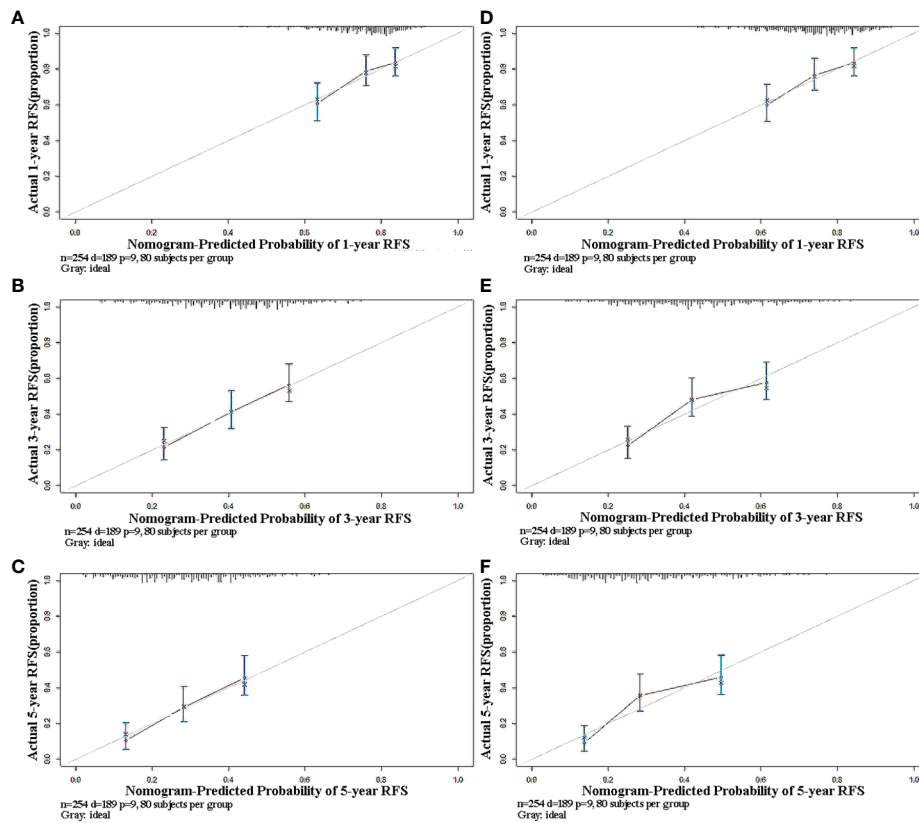 A
Actual 1-year RFS(proportion)
1.0
0.8
0.6
0.4
0.2
0.0
0.0 0.2 0.4 0.6 0.8 1.0
Nomogram-Predicted Probability of 1-year RFS
n=254 d=189 p=9, 80 subjects per group
Gray: ideal
D
Actual 1-year RFS(proportion)
1.0
0.8
0.6
0.4
0.2
0.0
0.0 0.2 0.4 0.6 0.8 1.0
Nomogram-Predicted Probability of 1-year RFS
n=254 d=189 p=9, 80 subjects per group
Gray: ideal
B
Actual 3-year RFS(proportion)
1.0
0.8
0.6
0.4
0.2
0.0
0.0 0.2 0.4 0.6 0.8 1.0
Nomogram-Predicted Probability of 3-year RFS
n=254 d=189 p=9, 80 subjects per group
Gray: ideal
E
Actual 3-year RFS(proportion)
1.0
0.8
0.6
0.4
0.2
0.0
0.0 0.2 0.4 0.6 0.8 1.0
Nomogram-Predicted Probability of 3-year RFS
n=254 d=189 p=9, 80 subjects per group
Gray: ideal
C
Actual 5-year RFS(proportion)
1.0
0.8
0.6
0.4
0.2
0.0
0.0 0.2 0.4 0.6 0.8 1.0
Nomogram-Predicted Probability of 5-year RFS
n=254 d=189 p=9, 80 subjects per group
Gray: ideal
F
Actual 5-year RFS(proportion)
1.0
0.8
0.6
0.4
0.2
0.0
0.0 0.2 0.4 0.6 0.8 1.0
Nomogram-Predicted Probability of 5-year RFS
n=254 d=189 p=9, 80 subjects per group
Gray: ideal